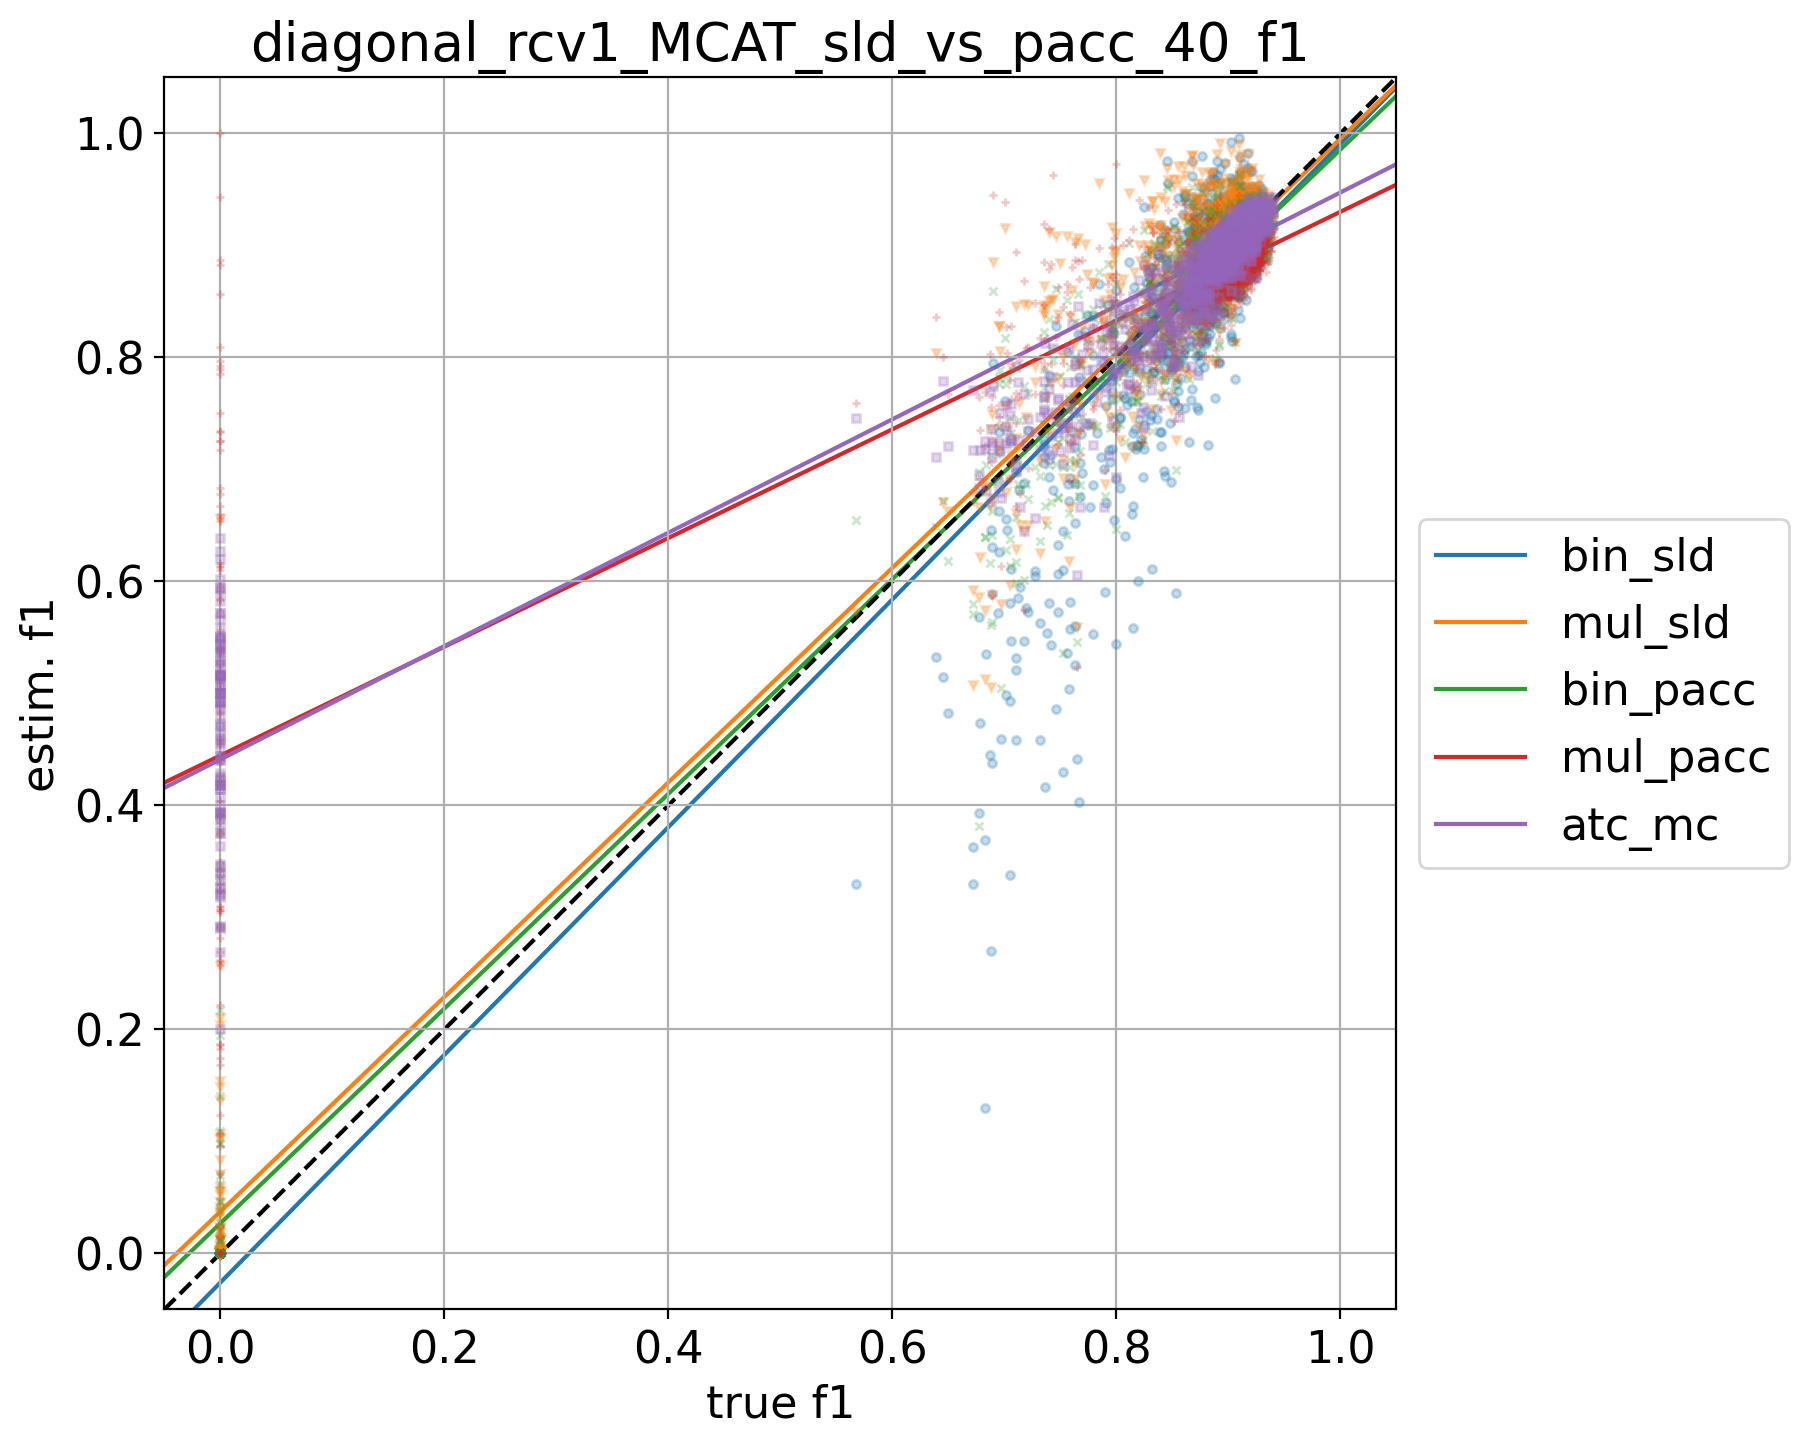 diagonal_rcv1_MCAT_sld_vs_pacc_40_f1
1.0
0.8
0.6
0.4
0.2
0.0
estim. f1
0.0 0.2 0.4 0.6 0.8 1.0
true f1
bin_sld
mul_sld
bin_pacc
mul_pacc
atc_mc